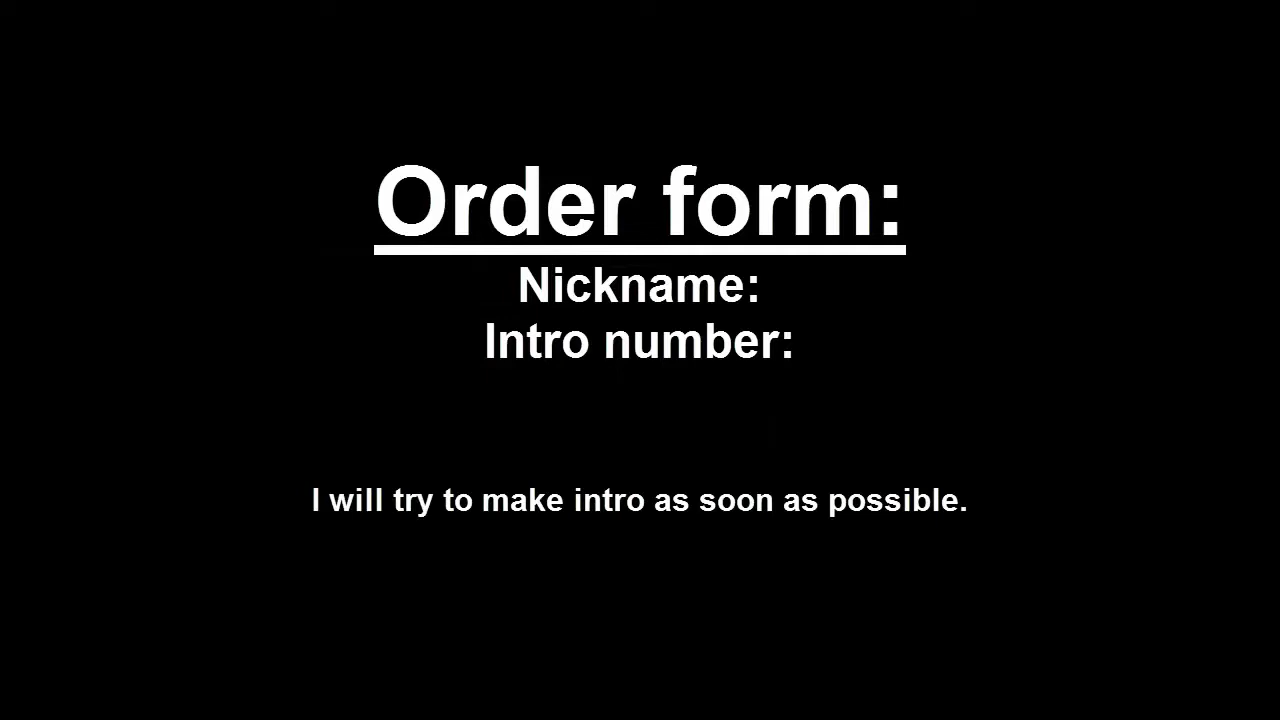 Order form:
Nickname:
Intro number:
I will try to make intro as soon as possible.